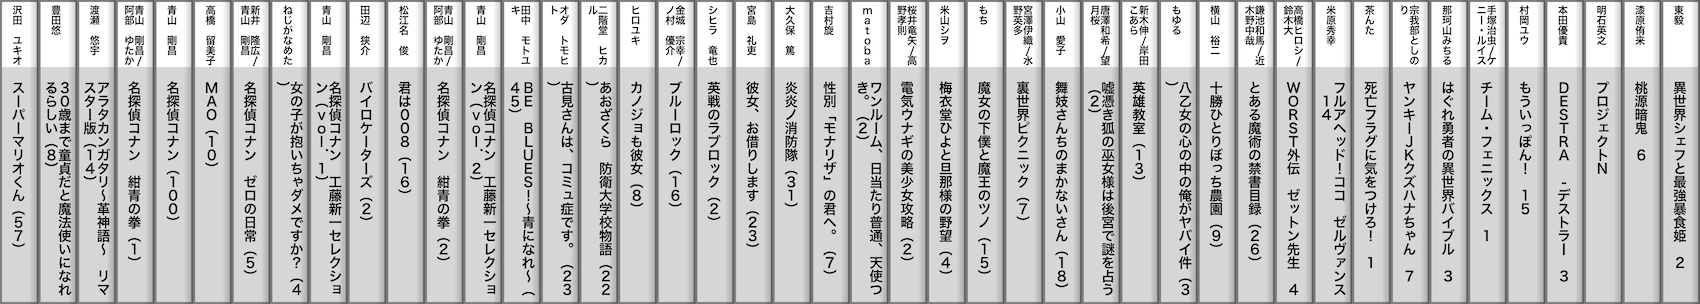 東毅
異世界シェフと最強暴食姫　2
漆原侑来
桃源暗鬼　6
明石英之
プロジェクトN
本田優貴
DESTRA　-デストラー　3
村岡ユウ
もういっぽん!　15
手塚治虫/ケ
ニー・ルイス
チーム・フェニックス　1
那珂山みちる
はぐれ勇者の異世界バイブル　3
宗我部としの
り
ヤンキーJKクズハナちゃん　7
茶んた
死亡フラグに気をつけろ!　1
米原秀幸
フルアヘッド!ココ　ゼルヴァンス
14
高橋ヒロシ/
鈴木大
WORST外伝　ゼットン先生　4
鎌池和馬/近
木野中哉
とある魔術の禁書目録(26)
横山　裕二
十勝ひとりぼっち農園(9)
もゆる
八乙女の心の中の俺がヤバイ件(3
)
新木伸/岸田
こあら
英雄教室(13)
唐澤和希/望
月桜
嘘憑き狐の巫女様は後宮で謎を占う
(2)
小山　愛子
舞妓さんちのまかないさん(18)
宮澤伊織/水
野英多
裏世界ピクニック(7)
もち
魔女の下僕と魔王のツノ(15)
米山シヲ
梅衣堂ひよと旦那様の野望(4)
桜井竜矢/高
野孝則
電気ウナギの美少女攻略(2)
matoba
ワンルーム、日当たり普通、天使つ
き。(2)
吉村旋
性別「モナリザ」の君へ。(7)
大久保　篤
炎炎ノ消防隊(31)
宮島　礼吏
彼女、お借りします(23)
シヒラ　竜也
英戦のラブロック(2)
金城　宗幸/
ノ村　優介
ブルーロック(16)
ヒロユキ
カノジョも彼女(8)
二階堂　ヒカ
ル
あおざくら　防衛大学校物語(22
)
オダ　トモヒ
ト
古見さんは、コミュ症です。(23
)
田中　モトユ
キ
BE　BLUES!～青になれ～(
45)
青山　剛昌
名探偵コナン　工藤新一セレクショ
ン(vol.2)
青山　剛昌/
阿部　ゆたか
名探偵コナン　紺青の拳(2)
松江名　俊
君は008(16)
田辺　狭介
バイロケーターズ(2)
青山　剛昌
名探偵コナン　工藤新一セレクショ
ン(vol.1)
ねじがなめた
女の子が抱いちゃダメですか?(4
)
新井　隆広/
青山　剛昌
名探偵コナン　ゼロの日常(5)
高橋　留美子
MAO(10)
青山　剛昌
名探偵コナン(100)
青山　剛昌/
阿部　ゆたか
名探偵コナン　紺青の拳(1)
渡瀬　悠宇
アラタカンガタリ～革神語～　リマ
スター版(14)
豊田悠
30歳まで童貞だと魔法使いになれ
るらしい(8)
沢田　ユキオ
スーパーマリオくん(57)